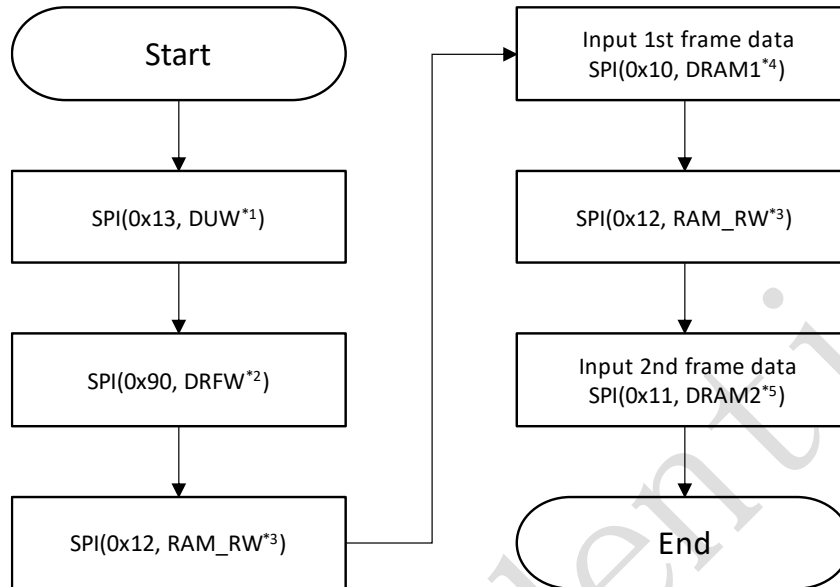 Start
SPI(0x13, DUW*1)
SPI(0x90, DRFW*2)
SPI(0x12, RAM_RW*3)
Input 1st frame data
SPI(0x10, DRAM1*4)
SPI(0x12, RAM_RW*3)
Input 2nd frame data
SPI(0x11, DRAM2*5)
End
denti